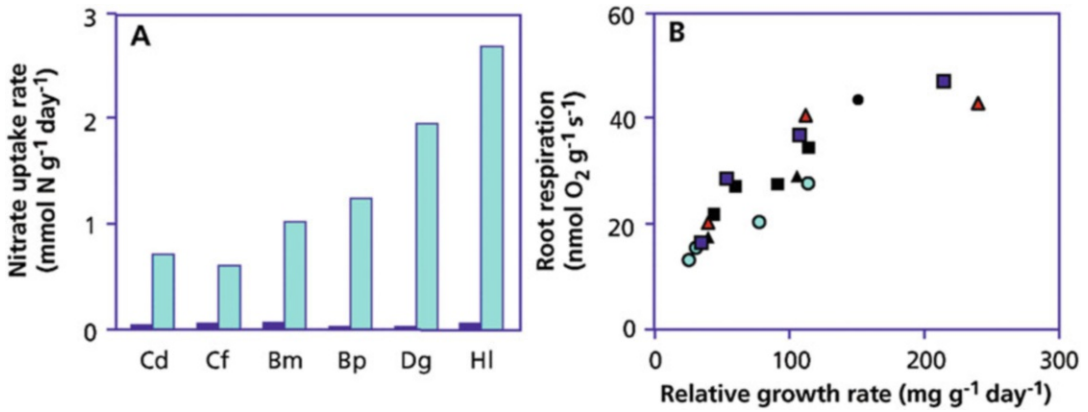 A
Nitrate uptake rate
(mmol N g-1 day-1)
3
2
1
0
Cd Cf Bm Bp Dg Hl
B
Root respiration
(nmol O2 g-1 s-1)
60
40
20
0
0 100 200 300
Relative growth rate (mg g-1 day-1)